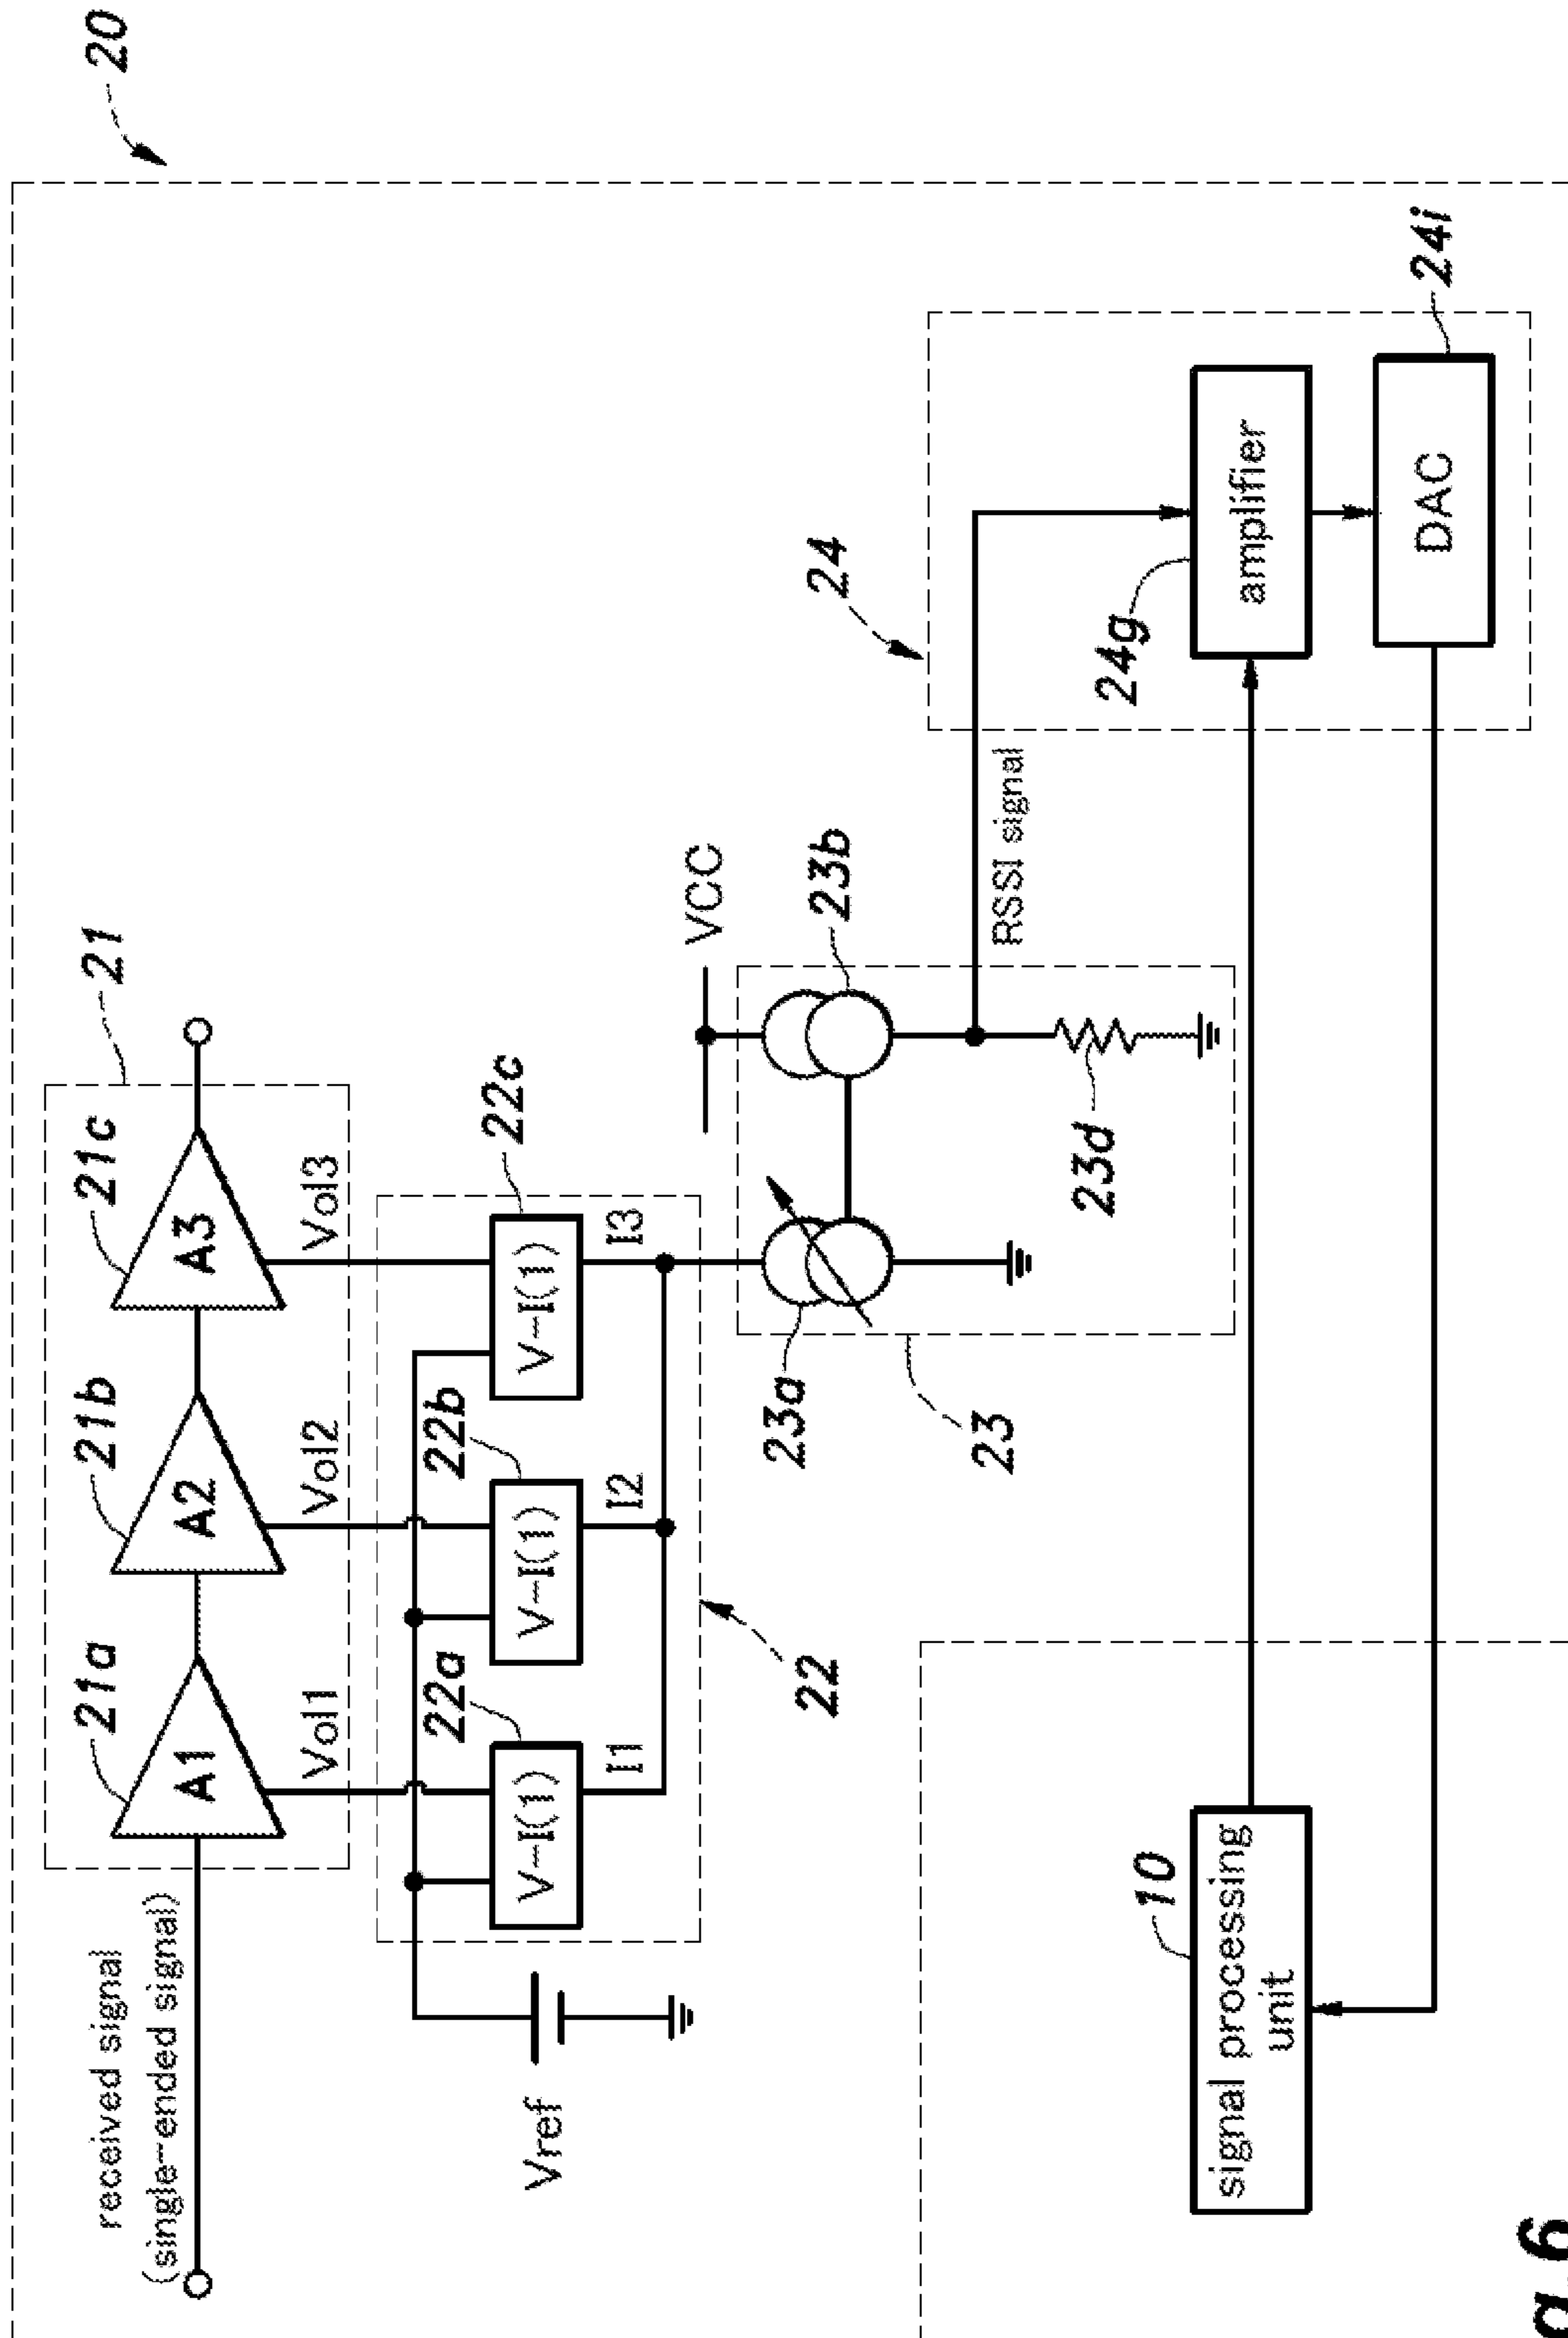 20
received signal
(single-ended signal)
21a
21b
21c
21
A1
A2
A3
Vol1
Vol2
Vol3
Vref
22a
22b
22c
V-I(1)
V-I(1)
V-I(1)
I1
I2
I3
22
VCC
23a
23b
23d
23
RSSI signal
24
24g
amplifier
24i
DAC
10
signal processing
unit